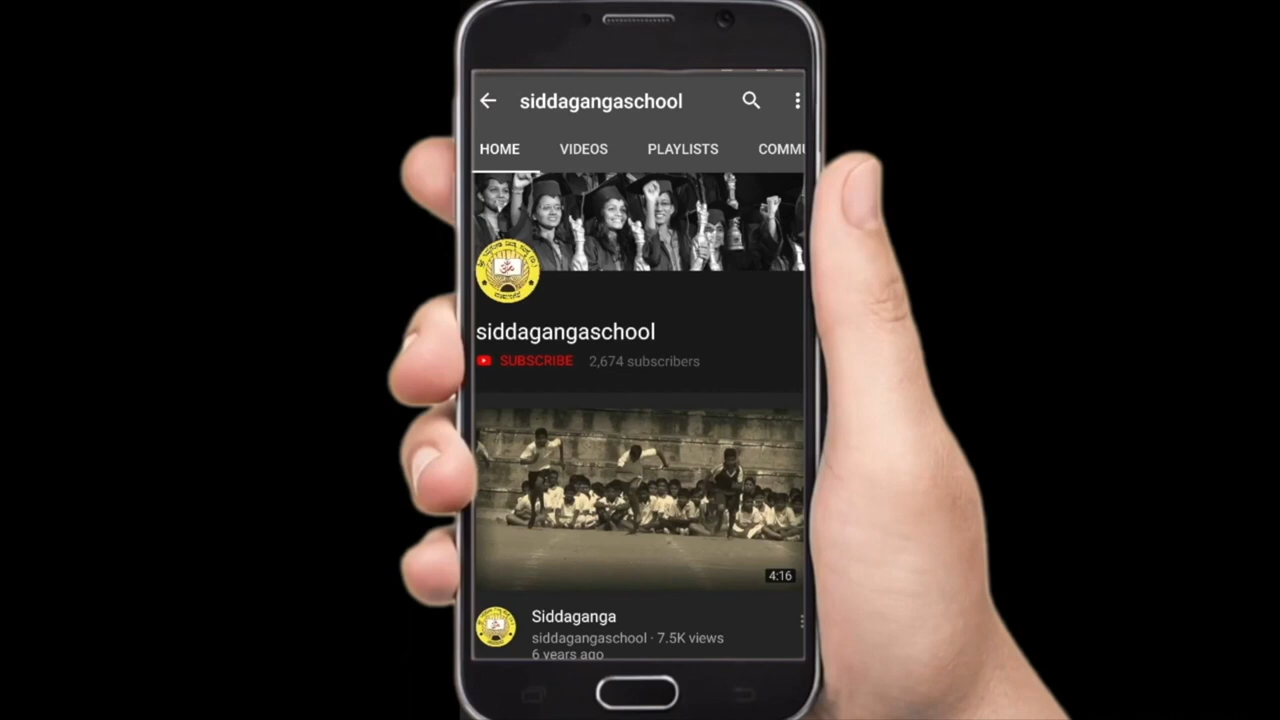 siddagangaschool
HOME VIDEOS PLAYLISTS COMMU
siddagangaschool
SUBSCRIBE 2,674 subscribers
4:16
Siddaganga
siddagangaschool · 7.5K views
6 years ago